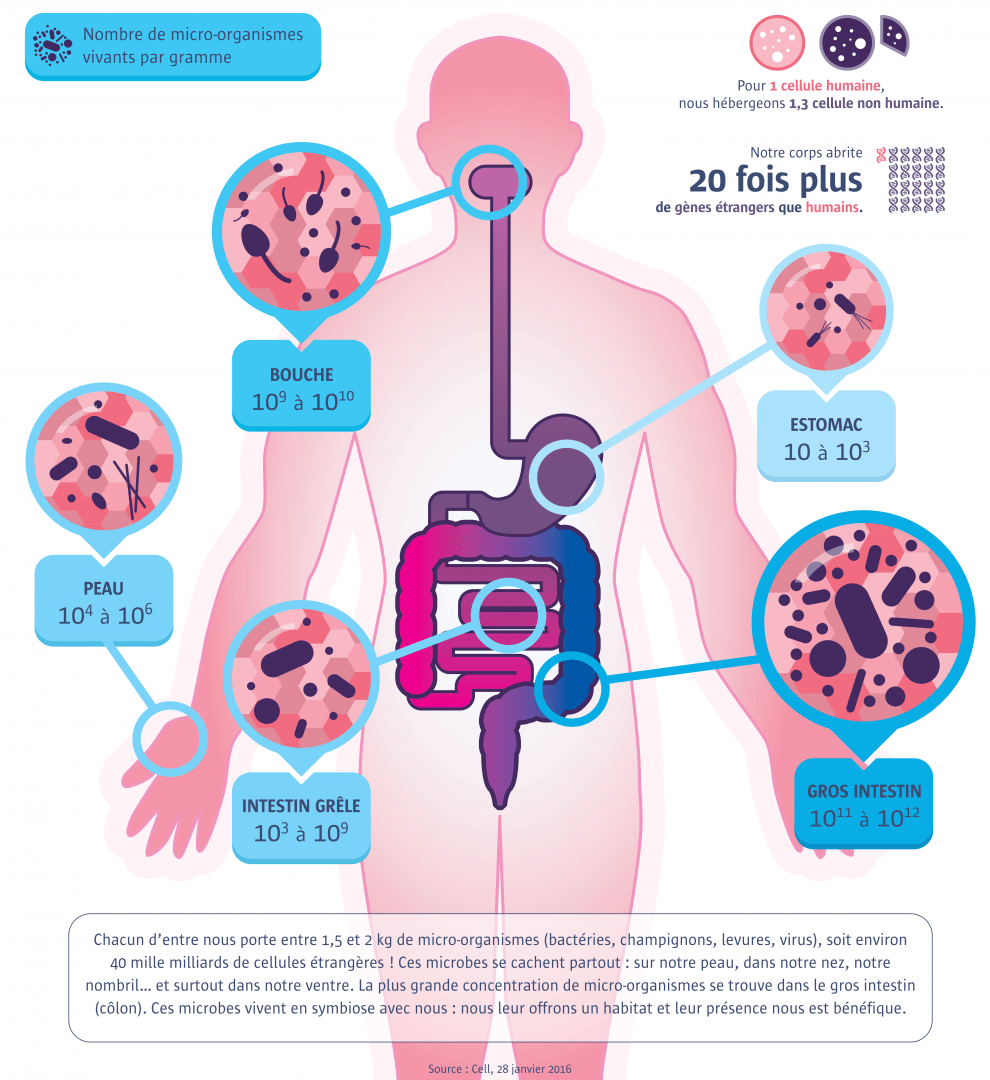 Nombre de micro-organismes
vivants par gramme
Pour 1 cellule humaine,
nous hébergeons 1,3 cellule non humaine.
Notre corps abrite
20 fois plus
de gènes étrangers que humains.
BOUCHE
10⁹ à 10¹⁰
ESTOMAC
10 à 10³
PEAU
10⁴ à 10⁶
INTESTIN GRÊLE
10³ à 10⁹
GROS INTESTIN
10¹¹ à 10¹²
Chacun d’entre nous porte entre 1,5 et 2 kg de micro-organismes (bactéries, champignons, levures, virus), soit environ
40 mille milliards de cellules étrangères ! Ces microbes se cachent partout : sur notre peau, dans notre nez, notre
nombril... et surtout dans notre ventre. La plus grande concentration de micro-organismes se trouve dans le gros intestin
(côlon). Ces microbes vivent en symbiose avec nous : nous leur offrons un habitat et leur présence nous est bénéfique.
Source : Cell, 28 janvier 2016